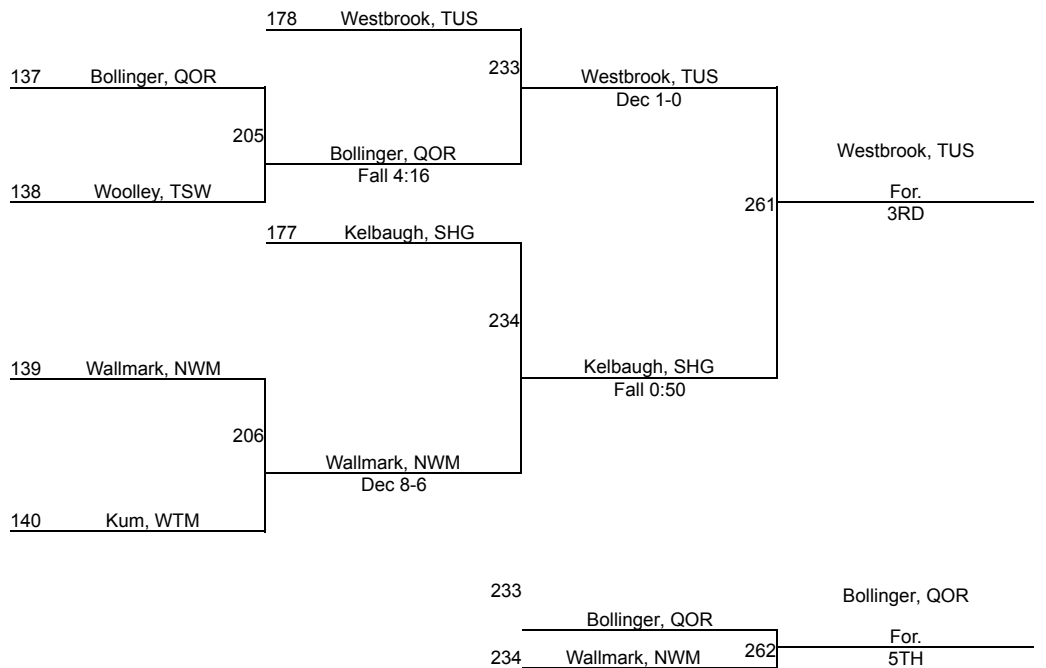 178 Westbrook, TUS
233
137 Bollinger, QOR
Westbrook, TUS
Dec 1-0
205
Bollinger, QOR
Fall 4:16
Westbrook, TUS
138 Woolley, TSW
261
For.
3RD
177 Kelbaugh, SHG
234
139 Wallmark, NWM
Kelbaugh, SHG
Fall 0:50
206
Wallmark, NWM
Dec 8-6
140 Kum, WTM
233
Bollinger, QOR
Bollinger, QOR
For.
5TH
262
234 Wallmark, NWM